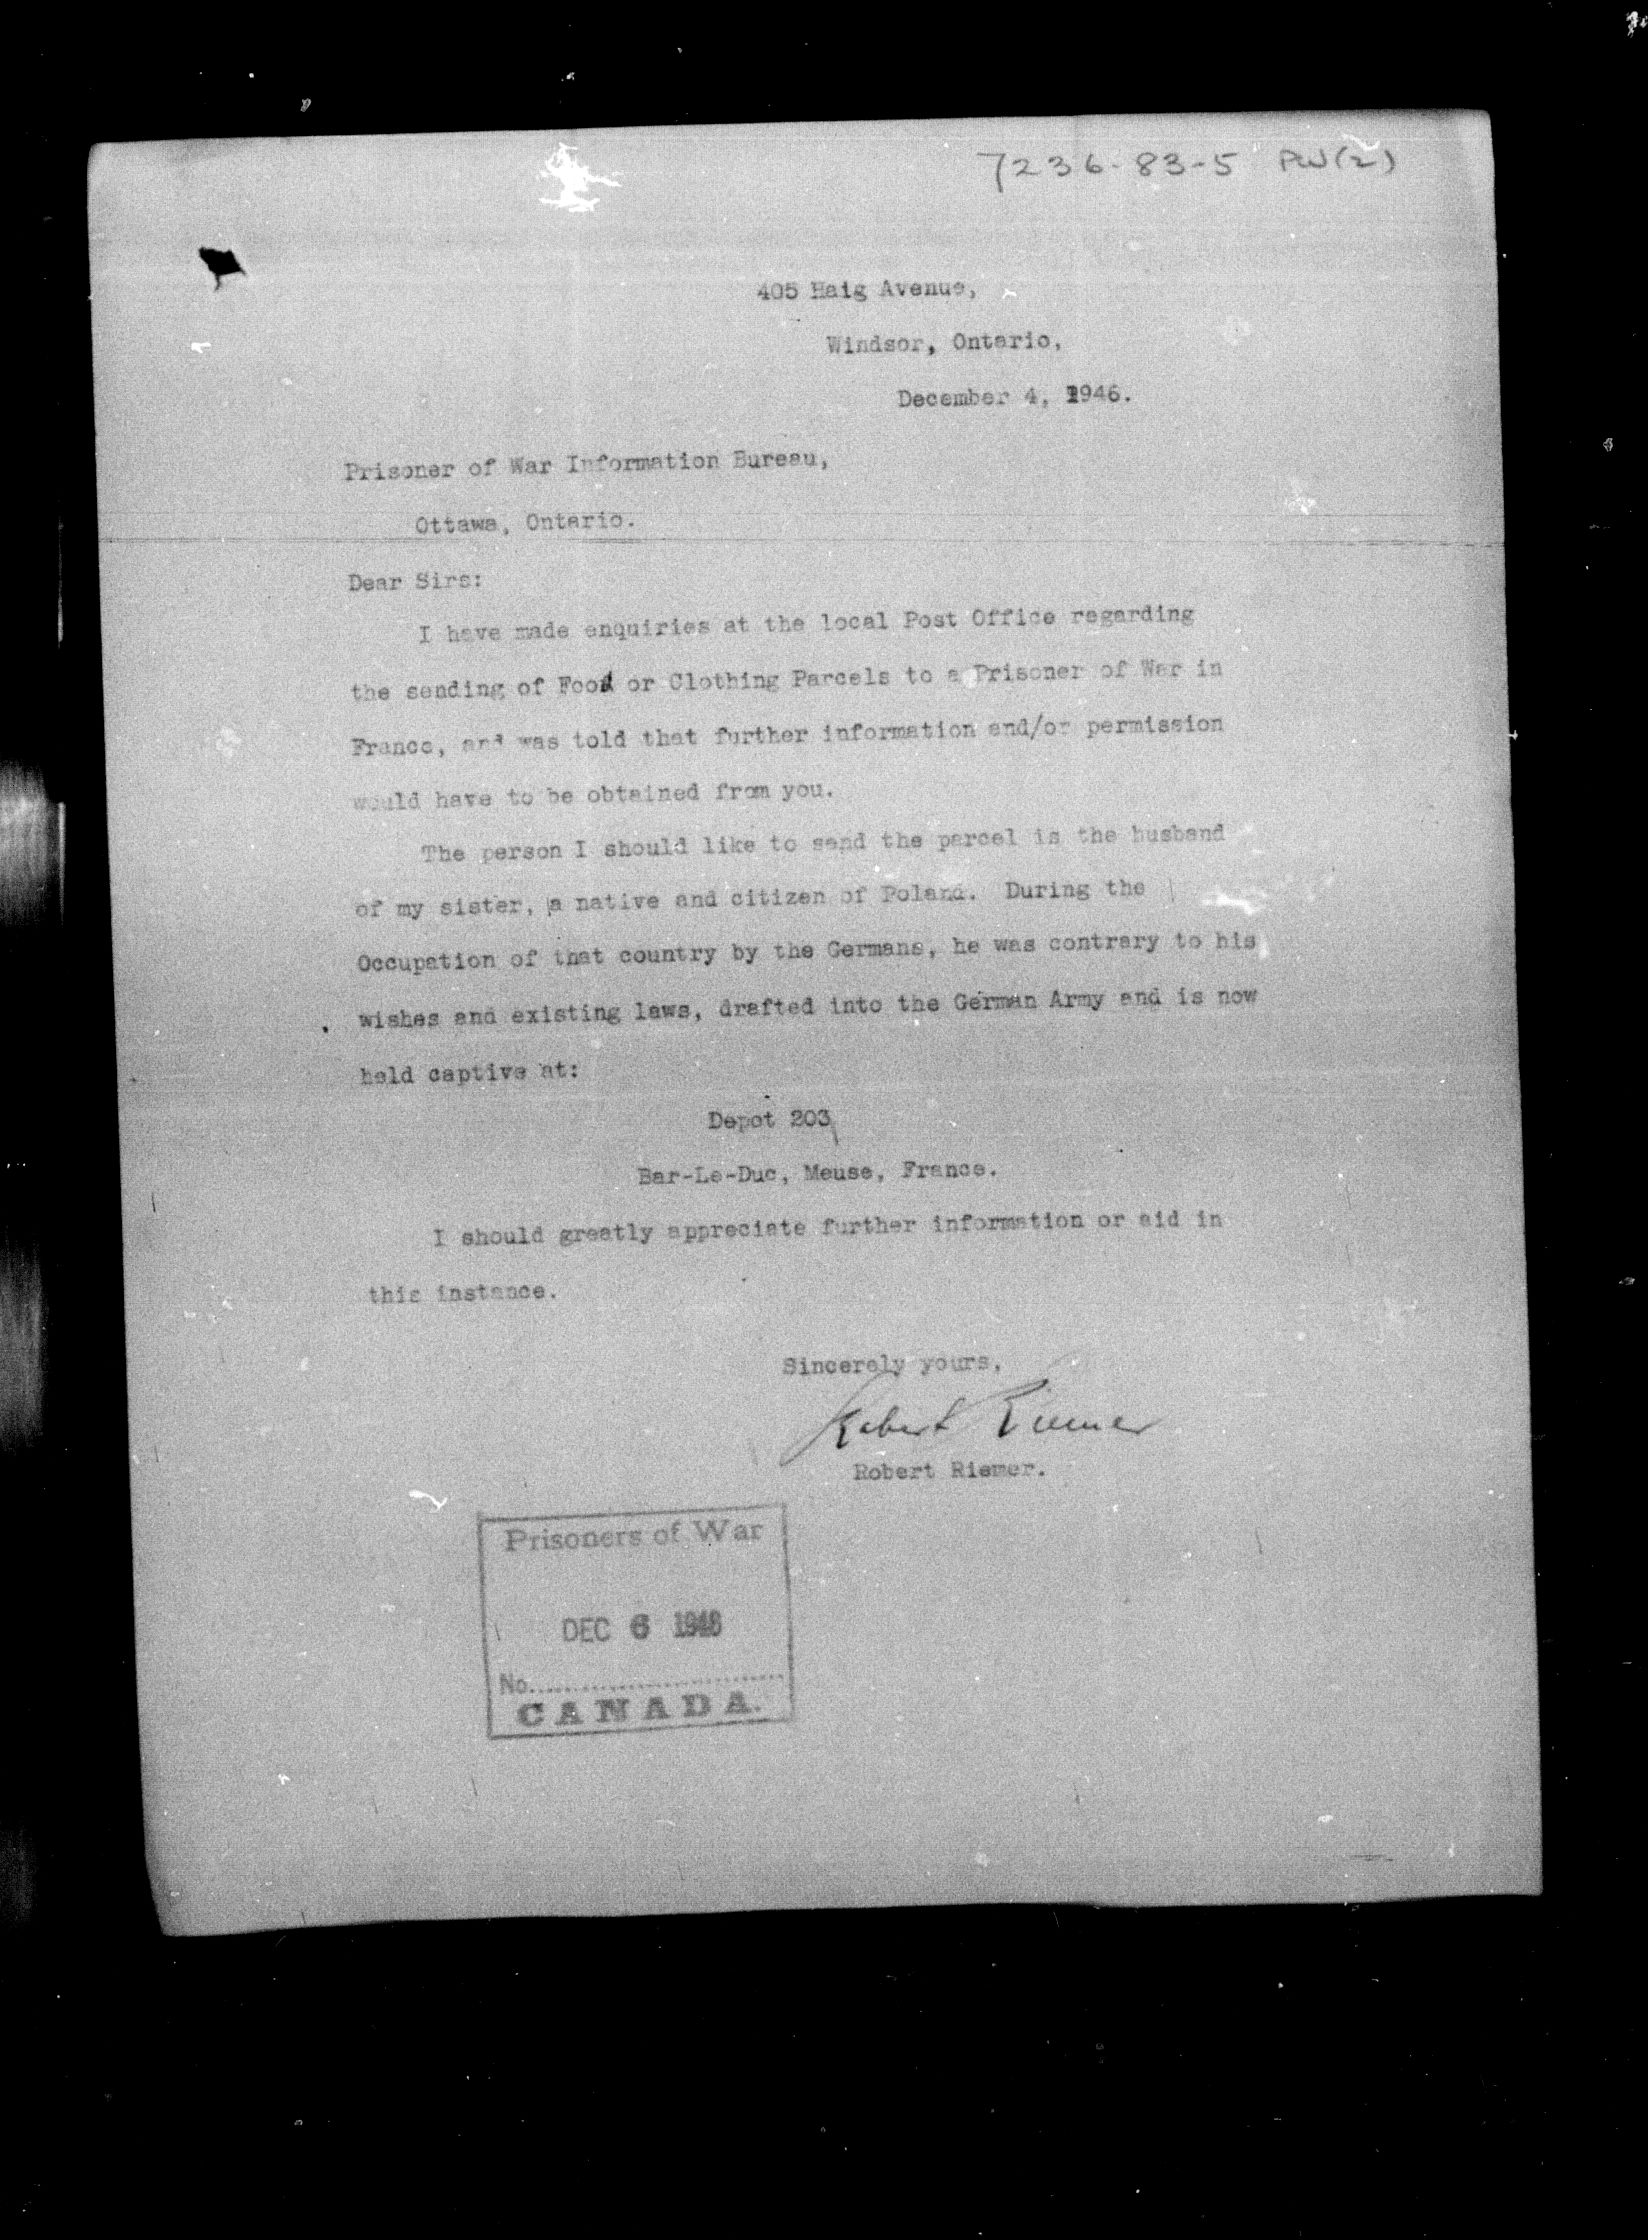 7236-83-5 PW(2)
405 Haig Avenue,
Windsor, Ontario,
December 4, 1946.
Prisoner of War Information Bureau,
Ottawa, Ontario.
Dear Sirs:
I have made enquiries at the local Post Office regarding
the sending of Food or Clothing Parcels to a Prisoner of War in
France, and was told that further information and/or permission
would have to be obtained from you.
The person I should like to send the parcel is the husband
of my sister, a native and citizen of Poland. During the
Occupation of that country by the Germans, he was contrary to his
wishes and existing laws, drafted into the German Army and is now
held captive at:
Depot 203
Bar-Le-Duc, Meuse, France.
I should greatly appreciate further information or aid in
this instance.
Sincerely yours,
Robert Riemer
Robert Riemer.
Prisoners of War
DEC 6 1946
No.
CANADA.